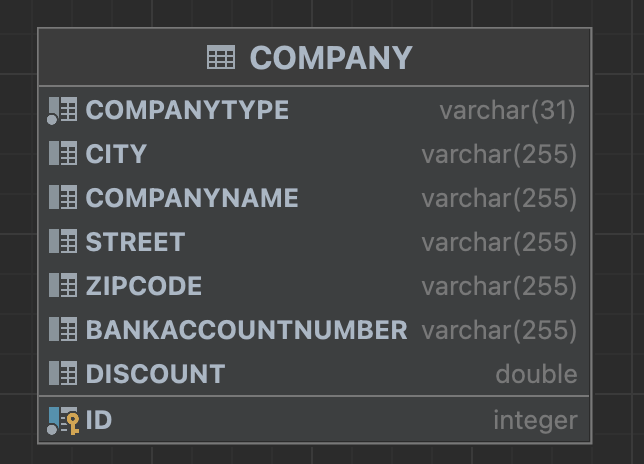 COMPANY
COMPANYTYPE varchar(31)
CITY varchar(255)
COMPANYNAME varchar(255)
STREET varchar(255)
ZIPCODE varchar(255)
BANKACCOUNTNUMBER varchar(255)
DISCOUNT double
ID integer